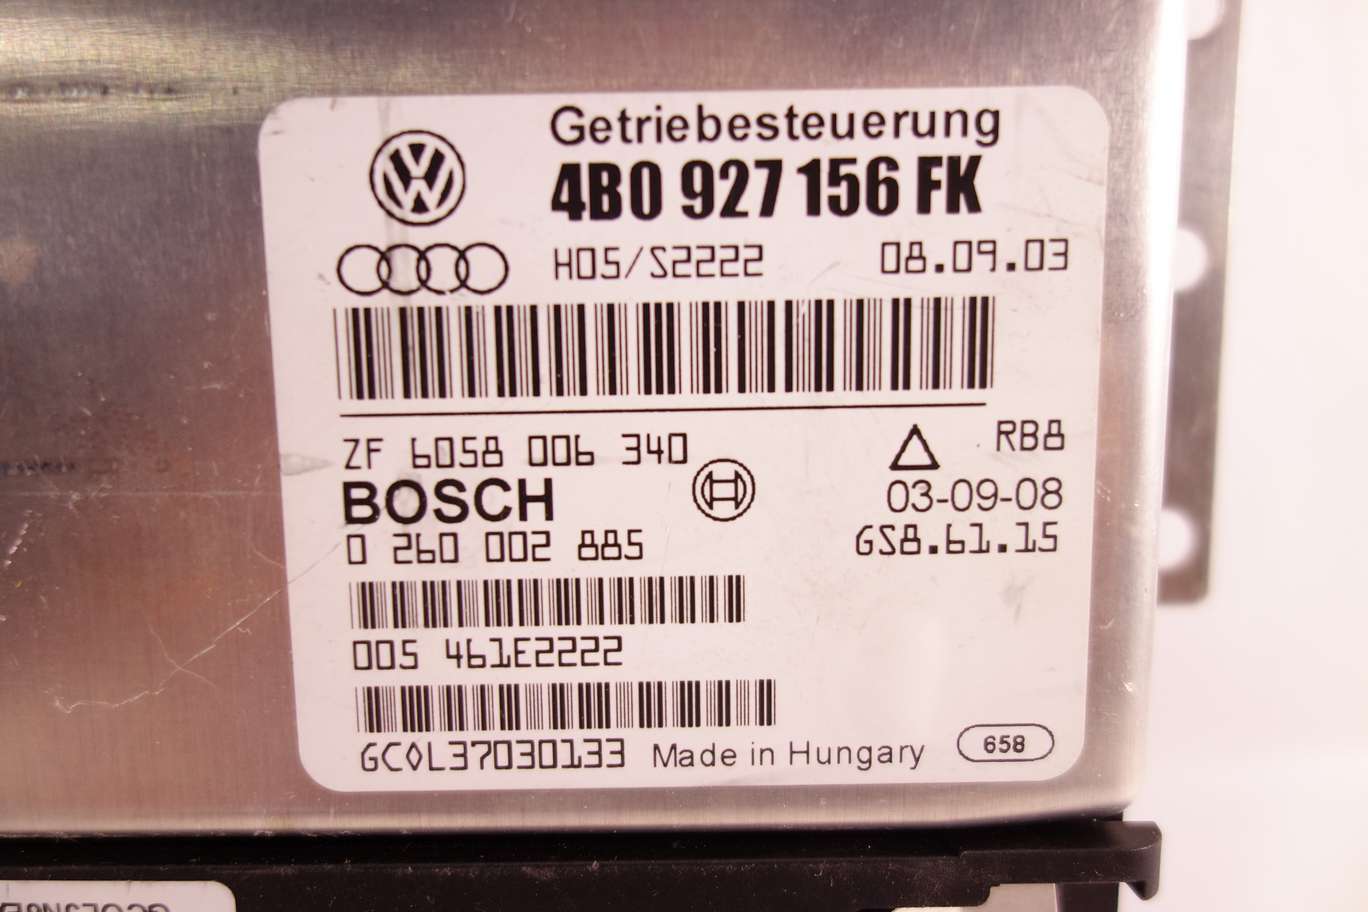 Getriebesteuerung
4B0 927 156 FK
H05/S2222 08.09.03
ZF 6058 006 340 RB8
BOSCH 03-09-08
0 260 002 885 GS8.61.15
005 461E2222
GC0L37030133 Made in Hungary 658